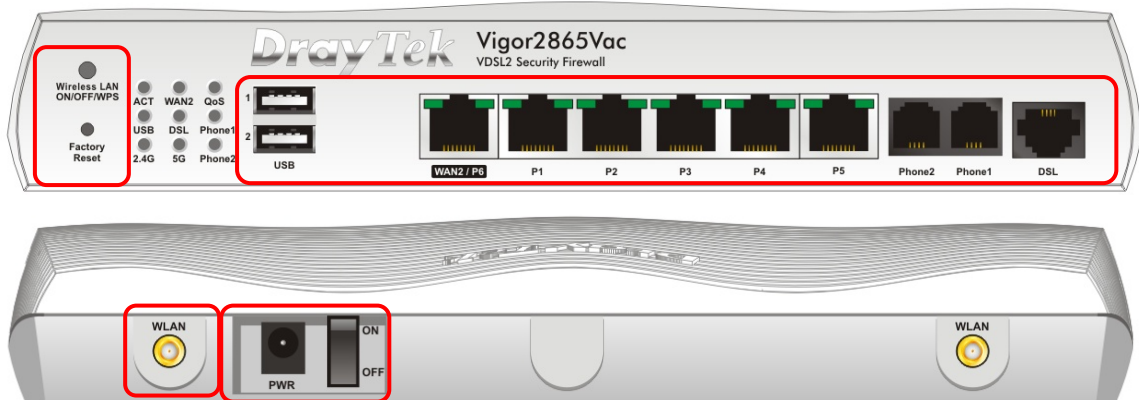 DrayTek
Vigor2865Vac
VDSL2 Security Firewall
Wireless LAN
ON/OFF/WPS
Factory
Reset
ACT WAN2 QoS
USB DSL Phone1
2.4G 5G Phone2
1
2
USB
WAN2 / P6 P1 P2 P3 P4 P5 Phone2 Phone1 DSL
WLAN
PWR
ON
OFF
WLAN